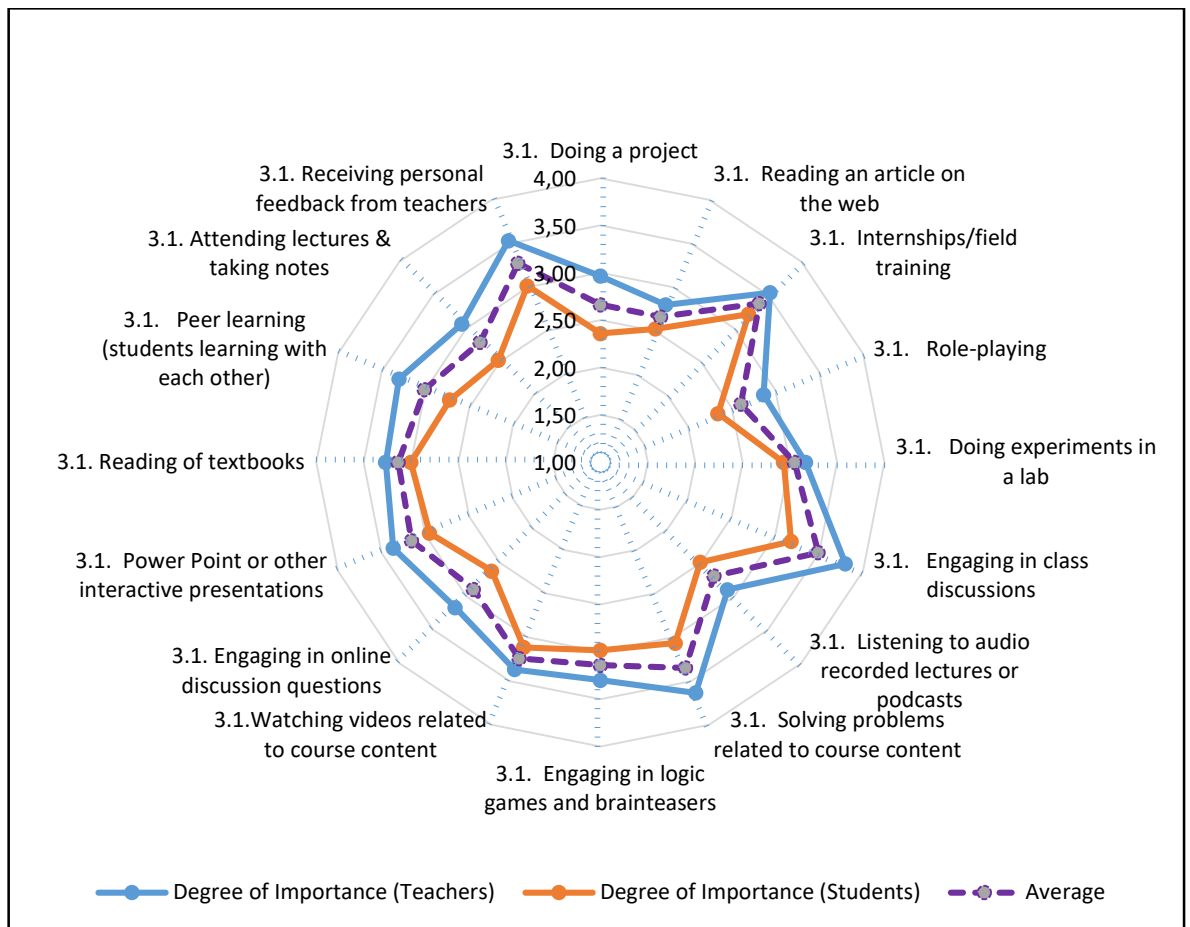 3.1.  Doing a project
4,00
3,50
3,00
2,50
2,00
1,50
1,00
3.1.  Reading an article on
the web
3.1.  Internships/field
training
3.1.  Role-playing
3.1.  Doing experiments in
a lab
3.1.  Engaging in class
discussions
3.1.  Listening to audio
recorded lectures or
podcasts
3.1.  Solving problems
related to course content
3.1.  Engaging in logic
games and brainteasers
3.1.Watching videos related
to course content
3.1. Engaging in online
discussion questions
3.1.  Power Point or other
interactive presentations
3.1. Reading of textbooks
3.1.  Peer learning
(students learning with
each other)
3.1. Attending lectures &
taking notes
3.1. Receiving personal
feedback from teachers
Degree of Importance (Teachers)
Degree of Importance (Students)
Average